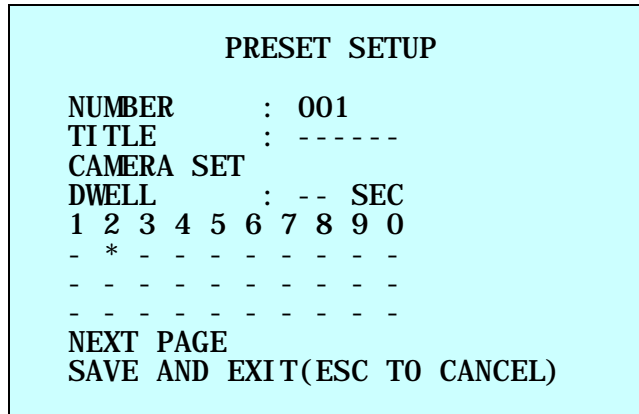 PRESET SETUP
NUMBER : 001
TITLE : ------
CAMERA SET
DWELL : -- SEC
1 2 3 4 5 6 7 8 9 0
- * - - - - - - - -
- - - - - - - - - -
- - - - - - - - - -
NEXT PAGE
SAVE AND EXIT(ESC TO CANCEL)